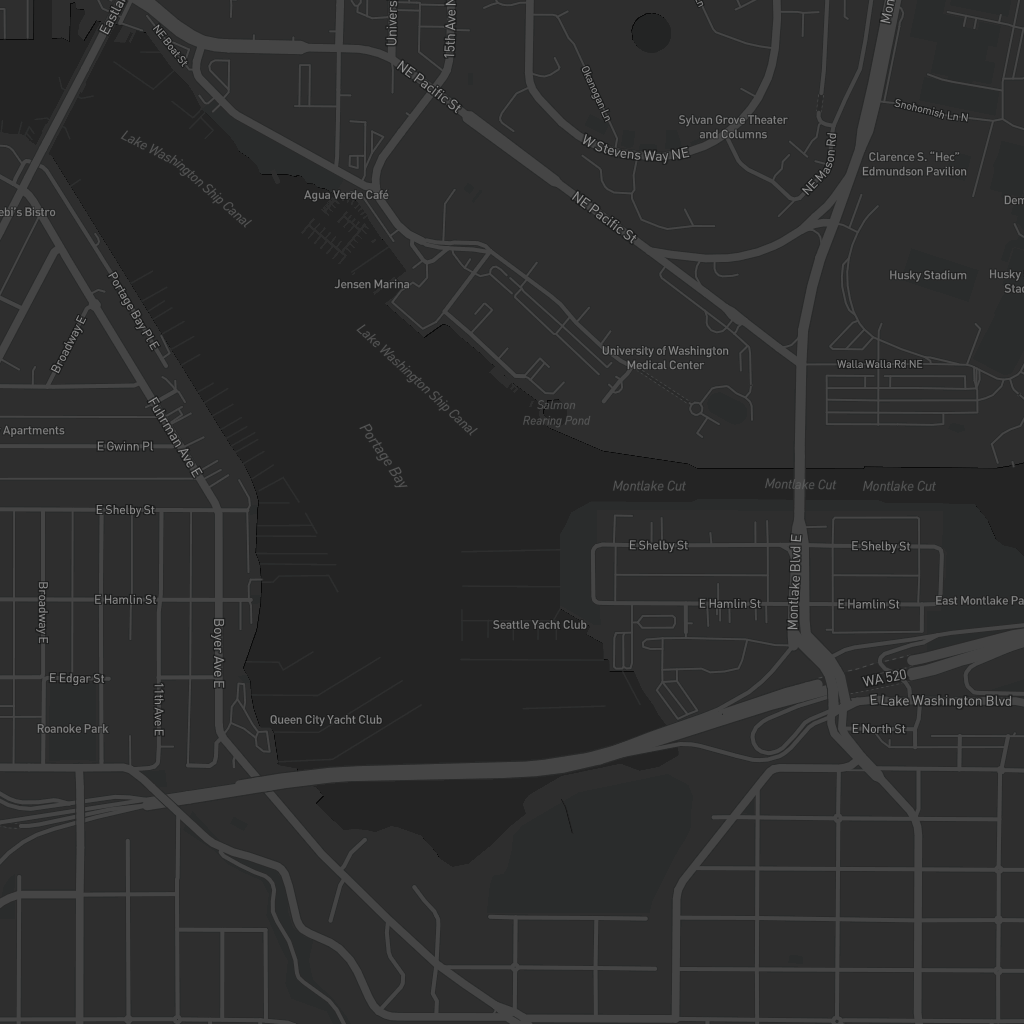 Eastla
NE Boat St
Univers
15th Ave N
NE Pacific St
Okanogan Ln
Ln
Mon
Snohomish Ln N
Sylvan Grove Theater
and Columns
Lake Washington Ship Canal
W Stevens Way NE
NE Mason Rd
Clarence S. "Hec"
Edmundson Pavilion
Agua Verde Café
ebi's Bistro
NE Pacific St
Dem
Husky Stadium
Husky
Stad
Jensen Marina
Portage Bay Pl E
Broadway E
Lake Washington Ship Canal
University of Washington
Medical Center
Walla Walla Rd NE
Salmon
Rearing Pond
Apartments
E Gwinn Pl
Fuhrman Ave E
Portage Bay
Montlake Cut
Montlake Cut
Montlake Cut
E Shelby St
E Shelby St
E Shelby St
Montlake Blvd E
Broadway E
E Hamlin St
E Hamlin St
E Hamlin St
East Montlake Pa
Seattle Yacht Club
Boyer Ave E
E Edgar St
11th Ave E
WA 520
E Lake Washington Blvd
Queen City Yacht Club
Roanoke Park
E North St